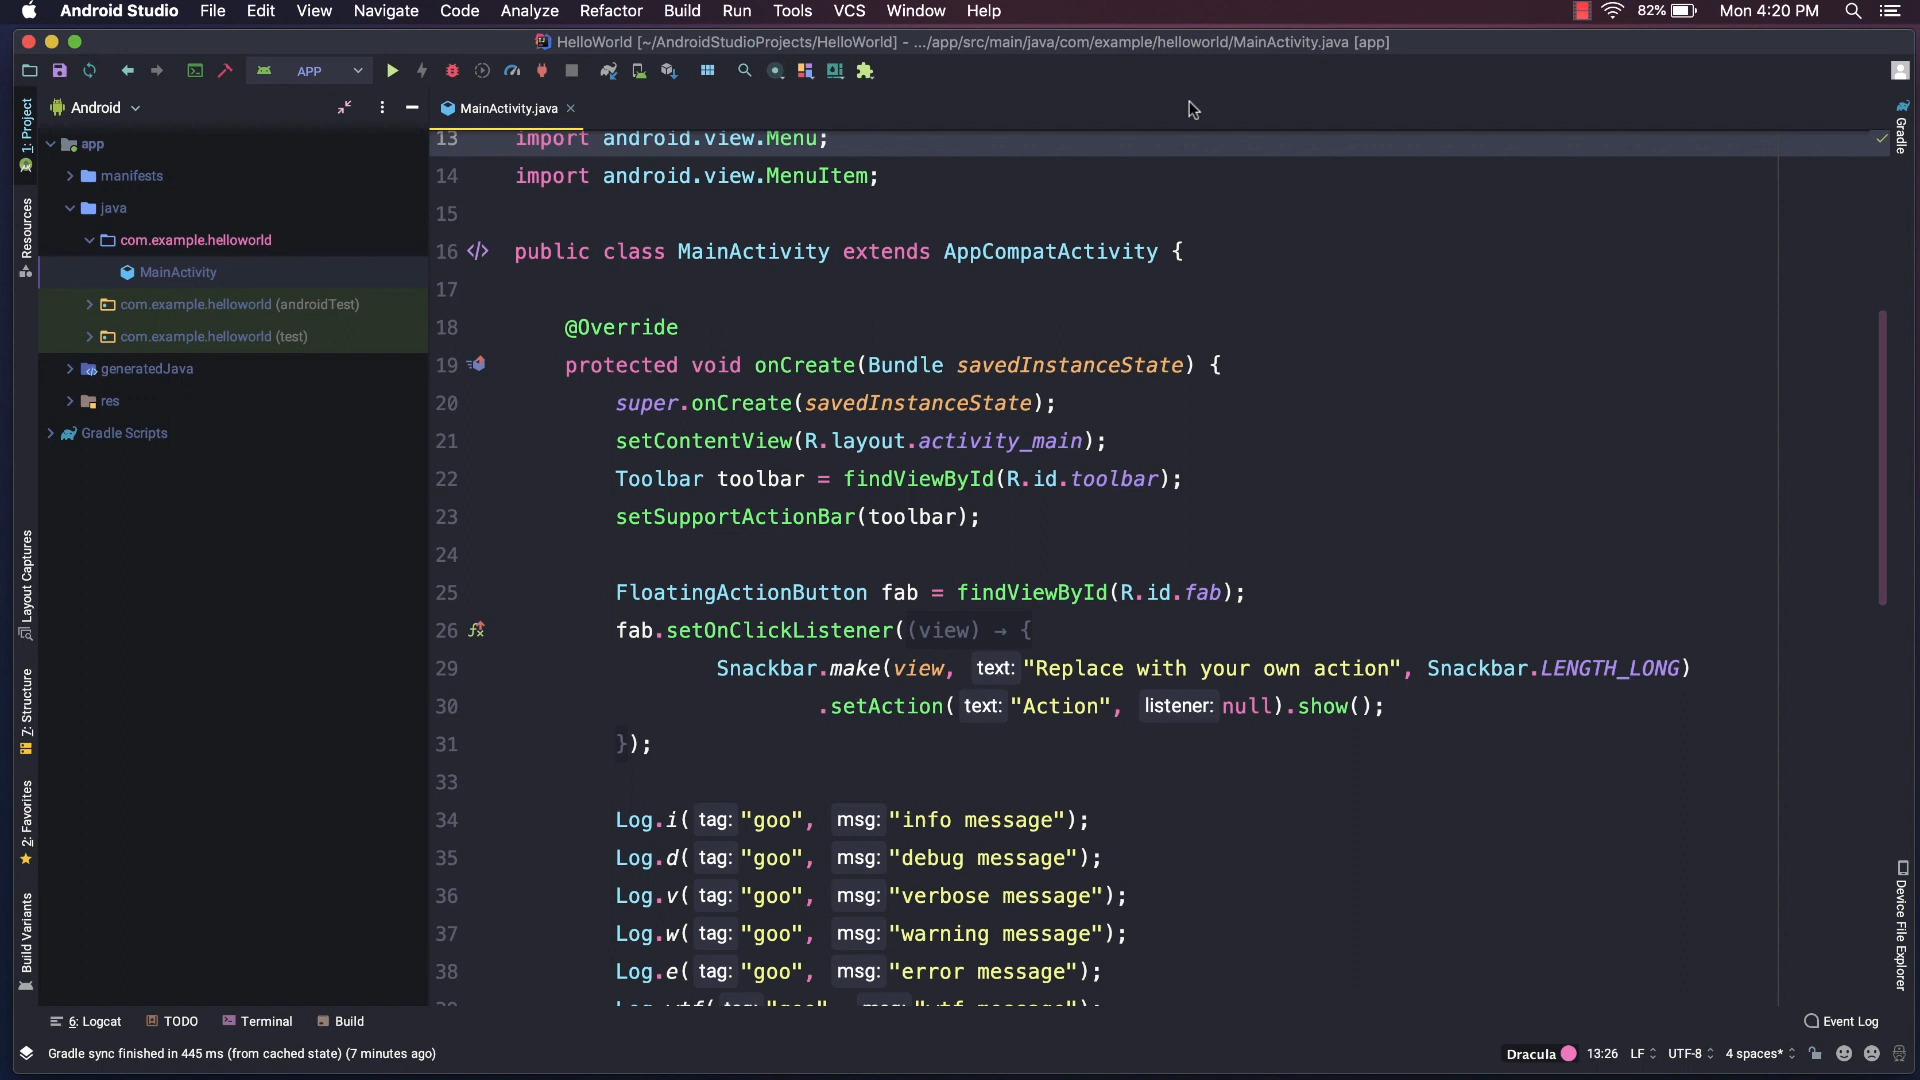 Android Studio File Edit View Navigate Code Analyze Refactor Build Run Tools VCS Window Help 82% Mon 4:20 PM
HelloWorld [~/AndroidStudioProjects/HelloWorld] - .../app/src/main/java/com/example/helloworld/MainActivity.java [app]
APP
1: Project
Resources
Layout Captures
7: Structure
2: Favorites
Build Variants
Android
app
manifests
java
com.example.helloworld
MainActivity
com.example.helloworld (androidTest)
com.example.helloworld (test)
generatedJava
res
Gradle Scripts
MainActivity.java
13 import android.view.Menu;
14 import android.view.MenuItem;
15
16 public class MainActivity extends AppCompatActivity {
17
18 @Override
19 protected void onCreate(Bundle savedInstanceState) {
20 super.onCreate(savedInstanceState);
21 setContentView(R.layout.activity_main);
22 Toolbar toolbar = findViewById(R.id.toolbar);
23 setSupportActionBar(toolbar);
24
25 FloatingActionButton fab = findViewById(R.id.fab);
26 fab.setOnClickListener((view) → {
29 Snackbar.make(view, text: "Replace with your own action", Snackbar.LENGTH_LONG)
30 .setAction( text: "Action", listener: null).show();
31 });
33
34 Log.i( tag: "goo", msg: "info message");
35 Log.d( tag: "goo", msg: "debug message");
36 Log.v( tag: "goo", msg: "verbose message");
37 Log.w( tag: "goo", msg: "warning message");
38 Log.e( tag: "goo", msg: "error message");
Gradle
Device File Explorer
6: Logcat TODO Terminal Build Event Log
Gradle sync finished in 445 ms (from cached state) (7 minutes ago) Dracula 13:26 LF UTF-8 4 spaces*